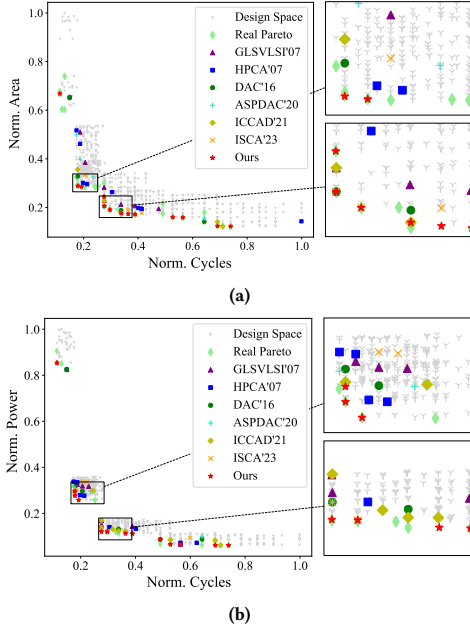 (a)
Norm. Area
1.0
0.8
0.6
0.4
0.2
Design Space
Real Pareto
GLSVLSI'07
HPCA'07
DAC'16
ASPDAC'20
ICCAD'21
ISCA'23
Ours
0.2
0.4
0.6
0.8
1.0
Norm. Cycles
(a)
Norm. Power
1.0
0.8
0.6
0.4
0.2
Design Space
Real Pareto
GLSVLSI'07
HPCA'07
DAC'16
ASPDAC'20
ICCAD'21
ISCA'23
Ours
0.2
0.4
0.6
0.8
1.0
Norm. Cycles
(b)
(b)